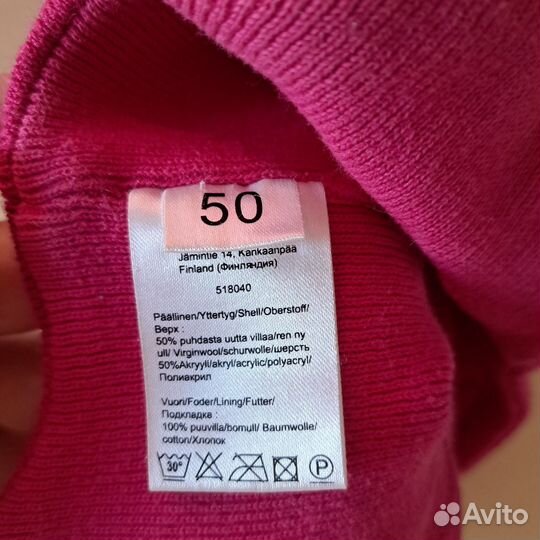 50
Jämintie 14, Kankaanpää
Finland (Финляндия)
518040
Päällinen/Yttertyg/Shell/Oberstoff/
Верх :
50% puhdasta uutta villaa/ren ny
ull/ Virginwool/schurwolle/шерсть
50%Akryyli/akryl/acrylic/polyacryl/
Полиакрил
Vuori/Foder/Lining/Futter/
Подкладка :
100% puuvilla/bomull/ Baumwolle/
cotton/Хлопок
30°
P
Avito